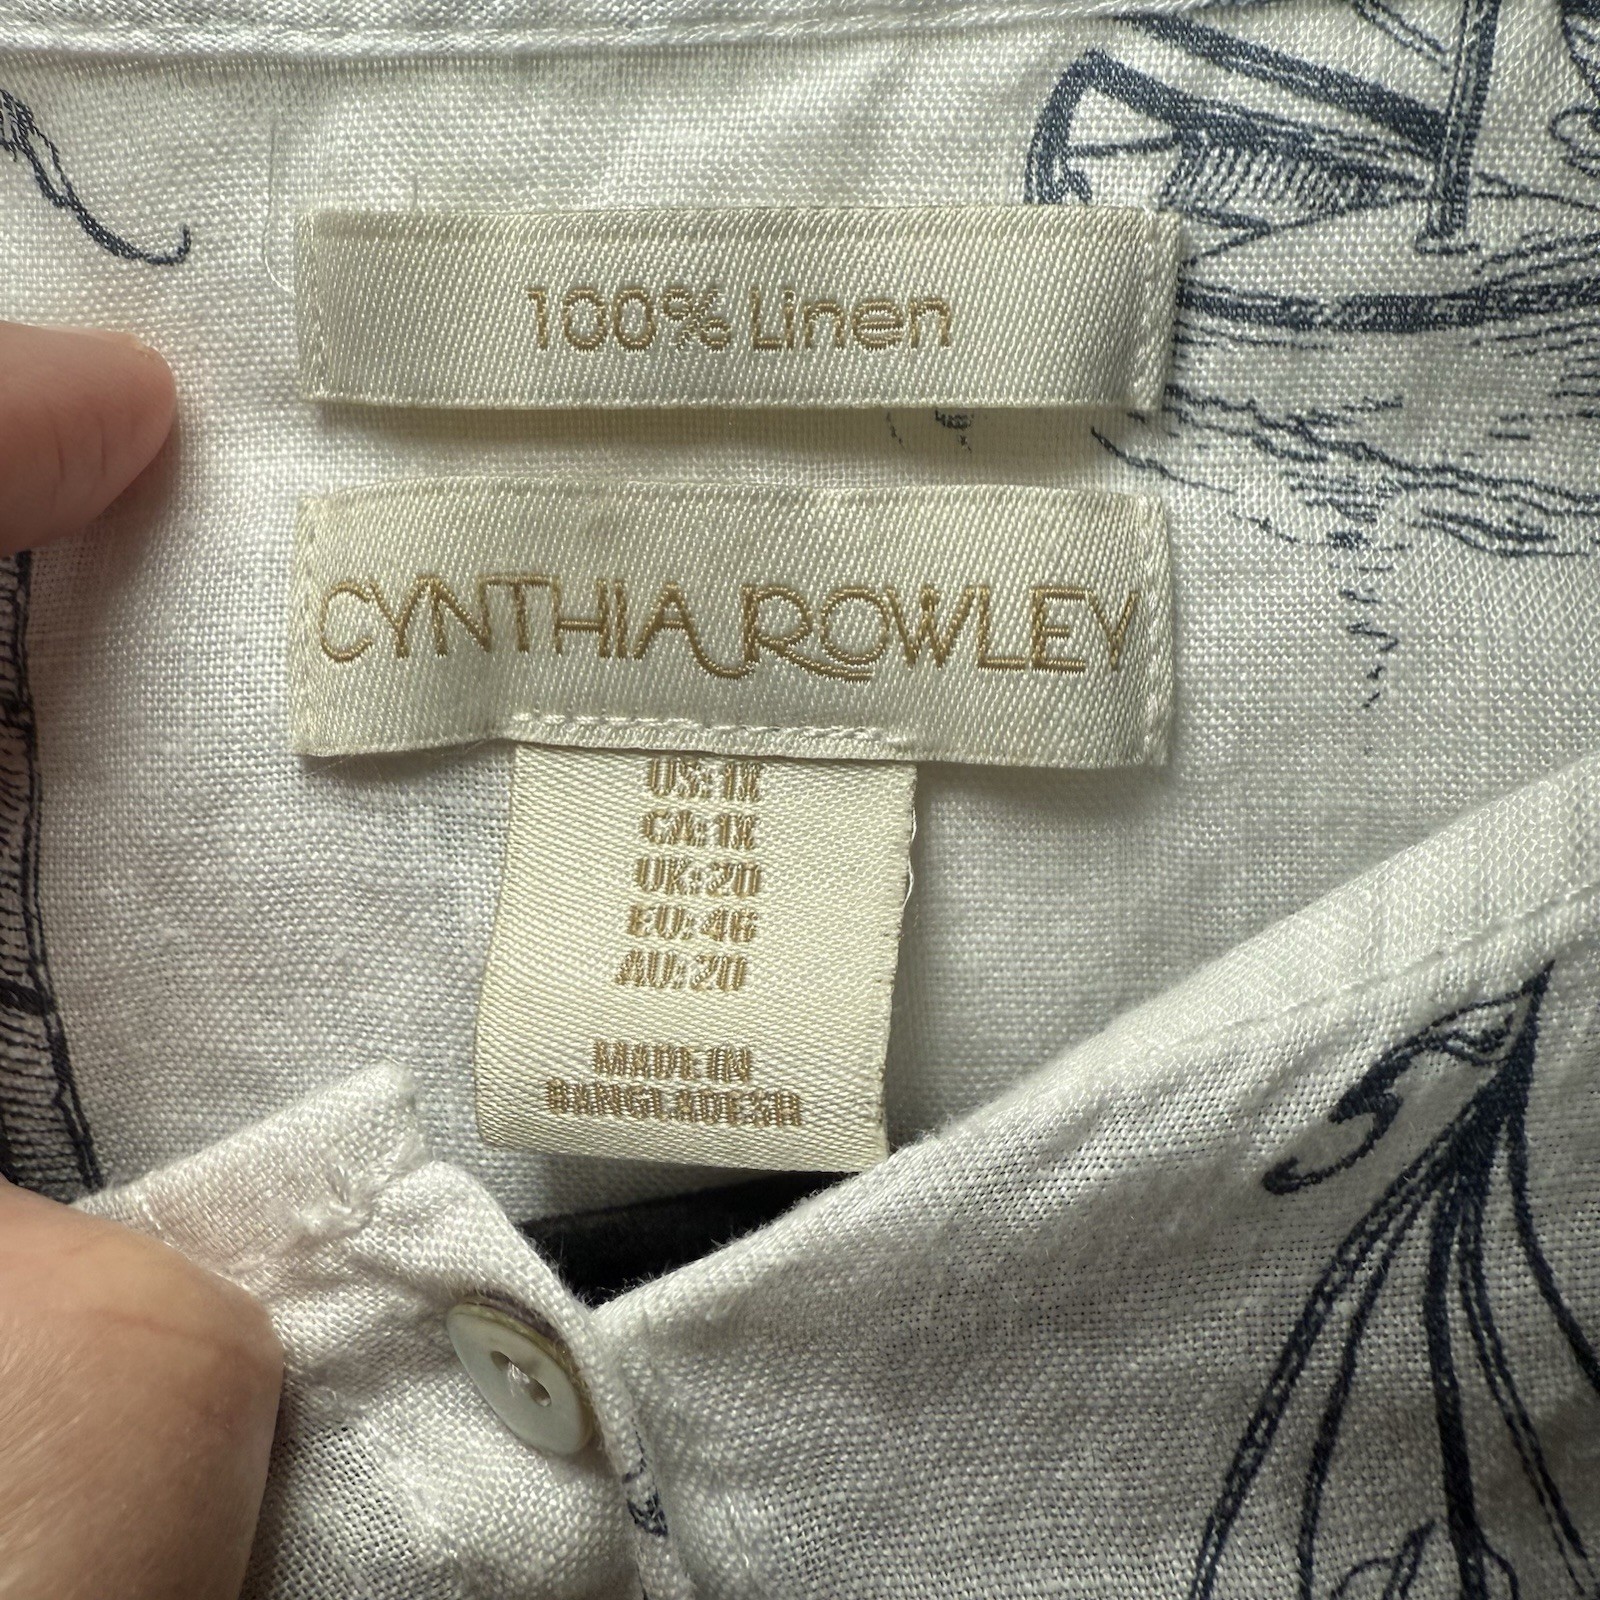 100% Linen
CYNTHIA ROWLEY
US: 1X
CA: 1X
UK: 20
EU: 46
AU: 20
MADE IN
BANGLADESH